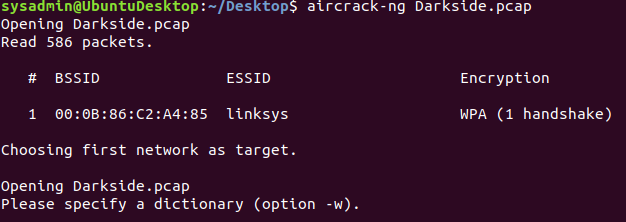 sysadmin@UbuntuDesktop:~/Desktop$ aircrack-ng Darkside.pcap
Opening Darkside.pcap
Read 586 packets.
# BSSID ESSID Encryption
1 00:0B:86:C2:A4:85 linksys WPA (1 handshake)
Choosing first network as target.
Opening Darkside.pcap
Please specify a dictionary (option -w).